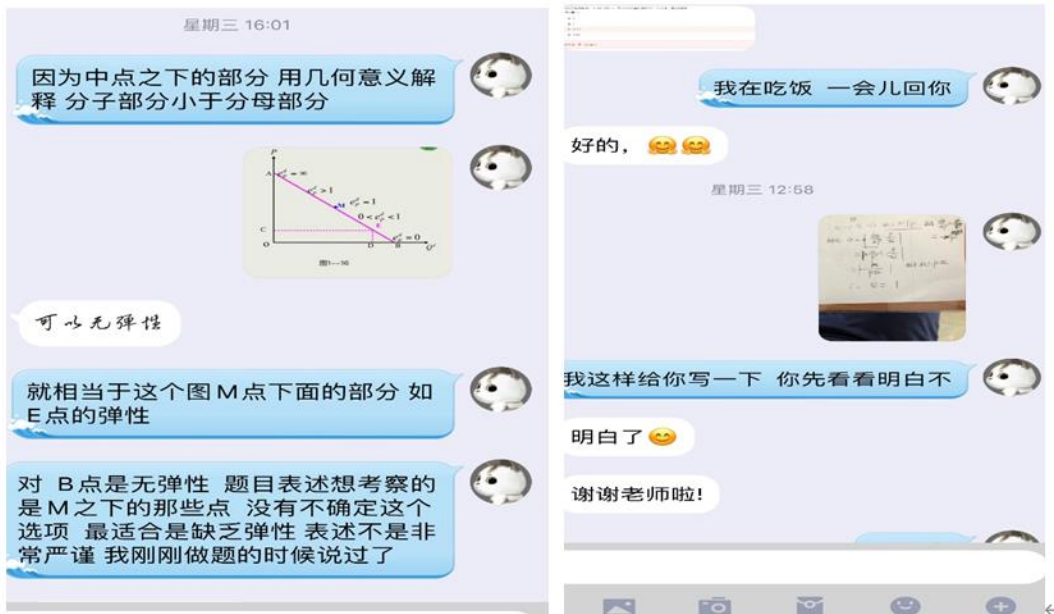 星期三 16:01
因为中点之下的部分 用几何意义解
释 分子部分小于分母部分
P
A
M
E
C
O
D
B
可以无弹性
就相当于这个图M点下面的部分 如
E点的弹性
对 B点是无弹性 题目表述想考察的
是M之下的那些点 没有不确定这个
选项 最适合是缺乏弹性 表述不是非
常严谨 我刚刚做题的时候说过了
我在吃饭 一会儿回你
好的，🤗🤗
星期三 12:58
我这样给你写一下 你先看看明白不
明白了😊
谢谢老师啦!